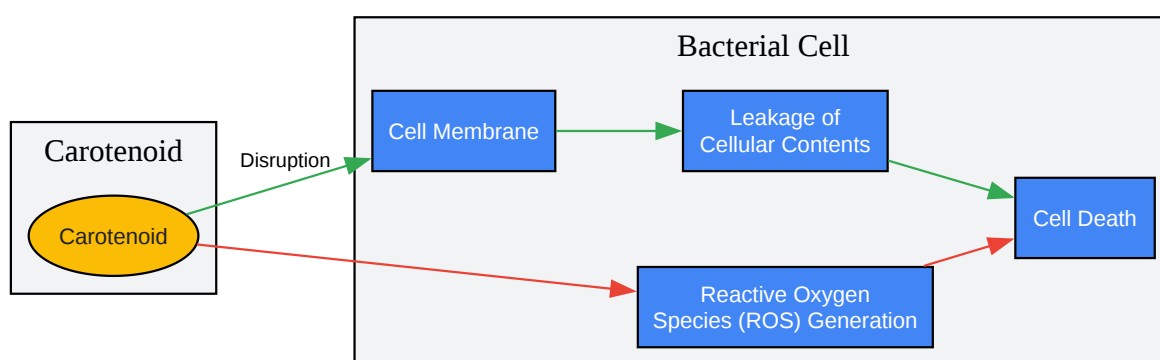 Bacterial Cell
Carotenoid
Disruption
Cell Membrane
Leakage of
Cellular Contents
Carotenoid
Cell Death
Reactive Oxygen
Species (ROS) Generation